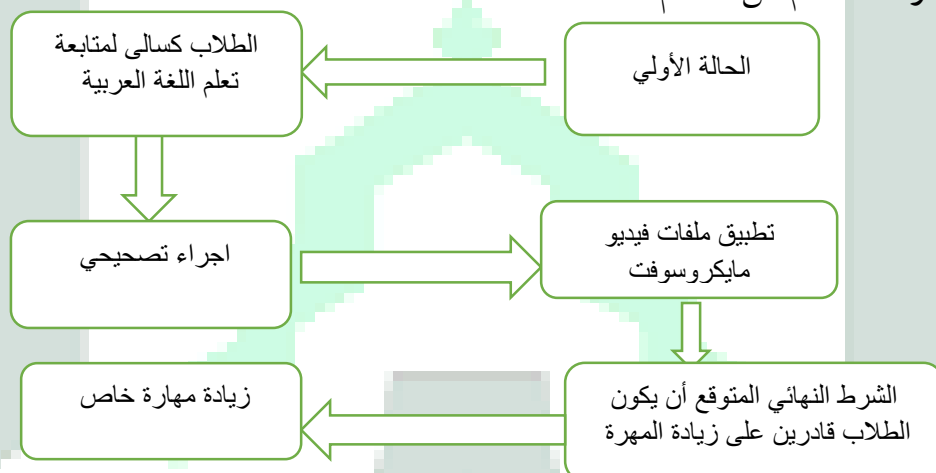 الحالة الأولي
الطلاب كسالى لمتابعة
تعلم اللغة العربية
اجراء تصحيحي
تطبيق ملفات فيديو
مايكروسوفت
الشرط النهائي المتوقع أن يكون
الطلاب قادرين على زيادة المهرة
زيادة مهارة خاص